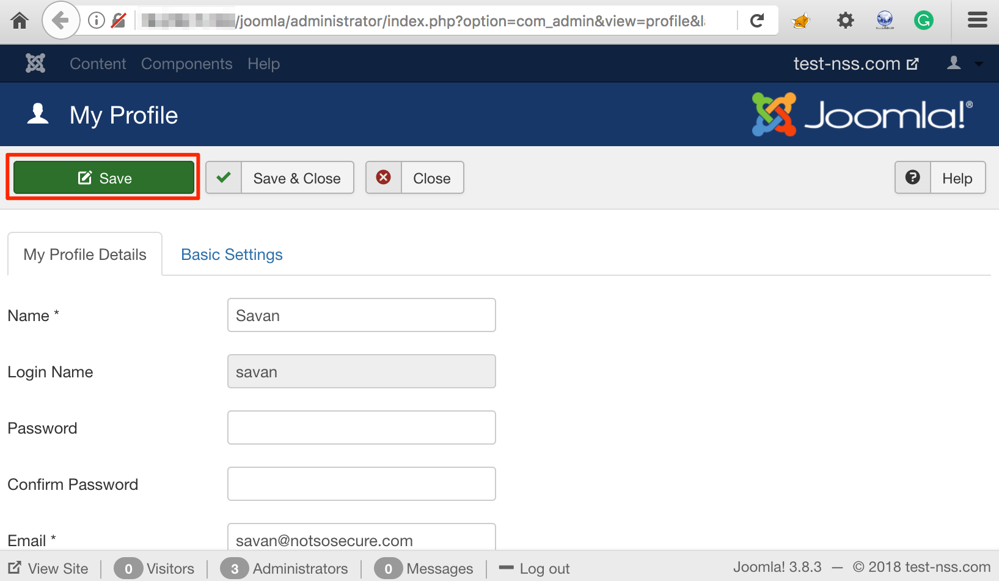 /joomla/administrator/index.php?option=com_admin&view=profile&l
Content Components Help test-nss.com
My Profile Joomla!®
Save Save & Close Close Help
My Profile Details Basic Settings
Name * Savan
Login Name savan
Password
Confirm Password
Email * savan@notsosecure.com
View Site 0 Visitors 3 Administrators 0 Messages Log out Joomla! 3.8.3 — © 2018 test-nss.com